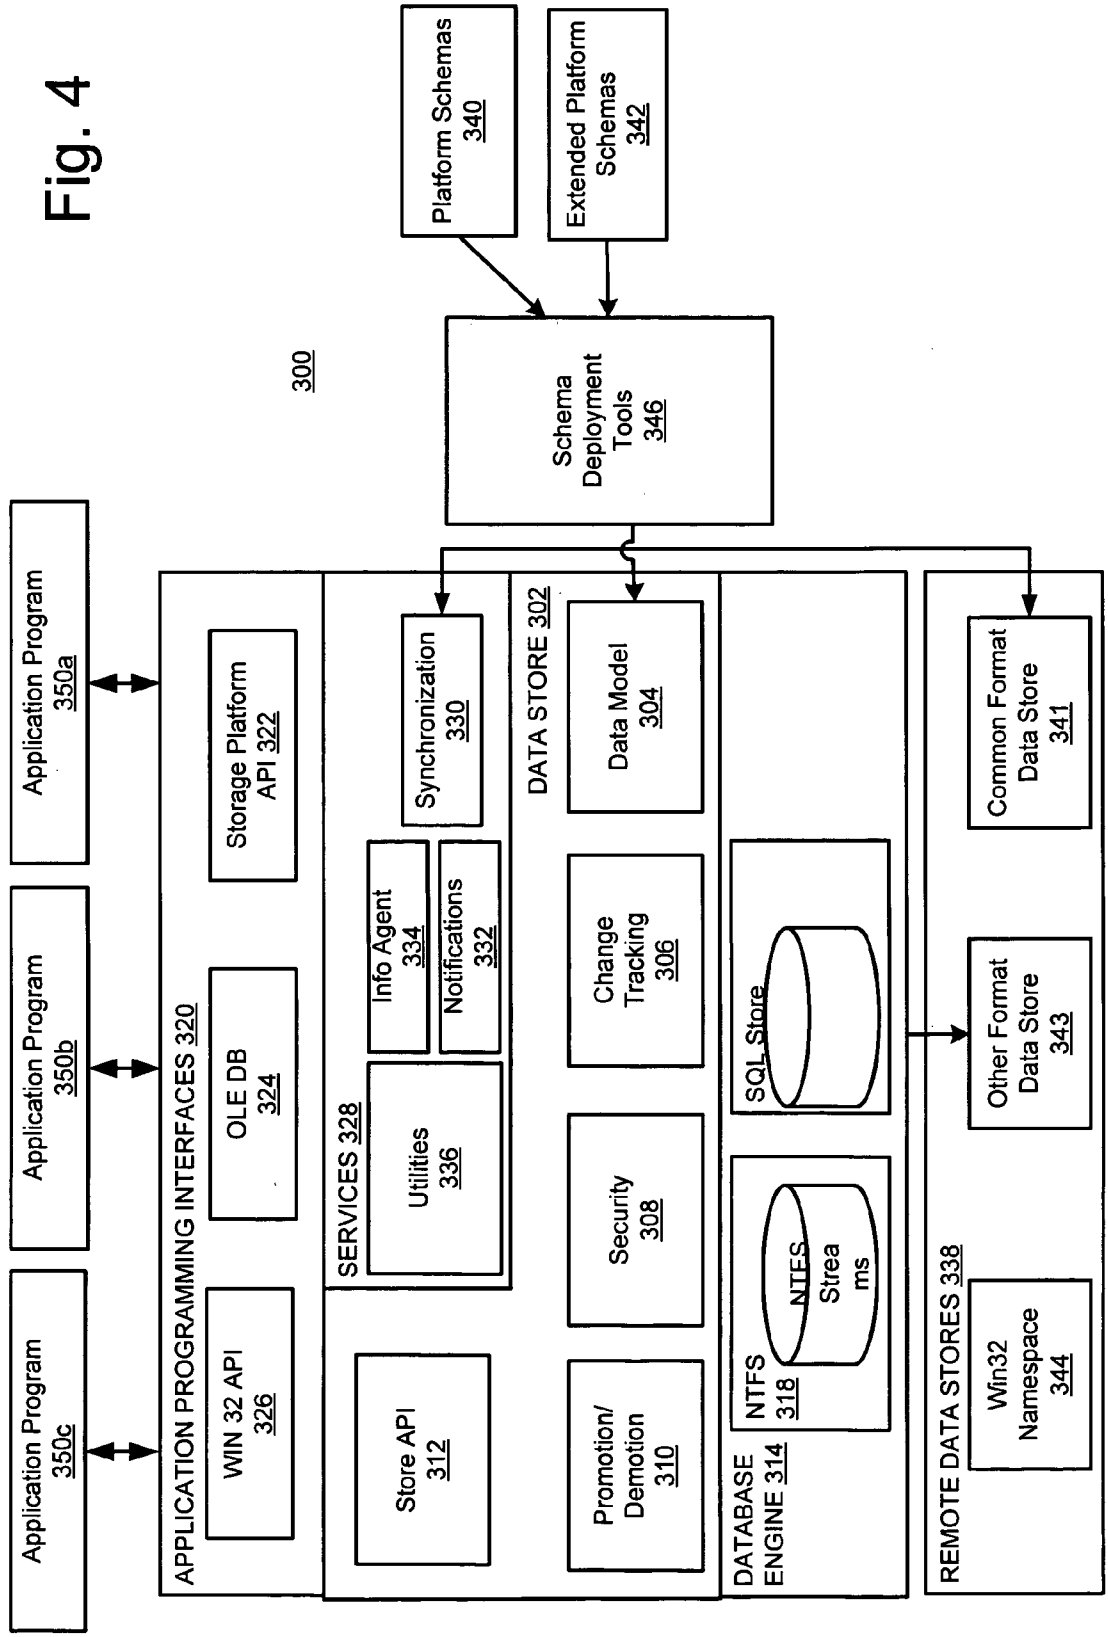 Fig. 4
300
Application Program
350c
Application Program
350b
Application Program
350a
APPLICATION PROGRAMMING INTERFACES 320
WIN 32 API
326
OLE DB
324
Storage Platform
API 322
SERVICES 328
Utilities
336
Info Agent
334
Notifications
332
Synchronization
330
Store API
312
DATA STORE 302
Promotion/
Demotion
310
Security
308
Change
Tracking
306
Data Model
304
DATABASE
ENGINE 314
NTFS
318
NTFS
Strea
ms
SQL Store
REMOTE DATA STORES 338
Win32
Namespace
344
Other Format
Data Store
343
Common Format
Data Store
341
Schema
Deployment
Tools
346
Platform Schemas
340
Extended Platform
Schemas
342